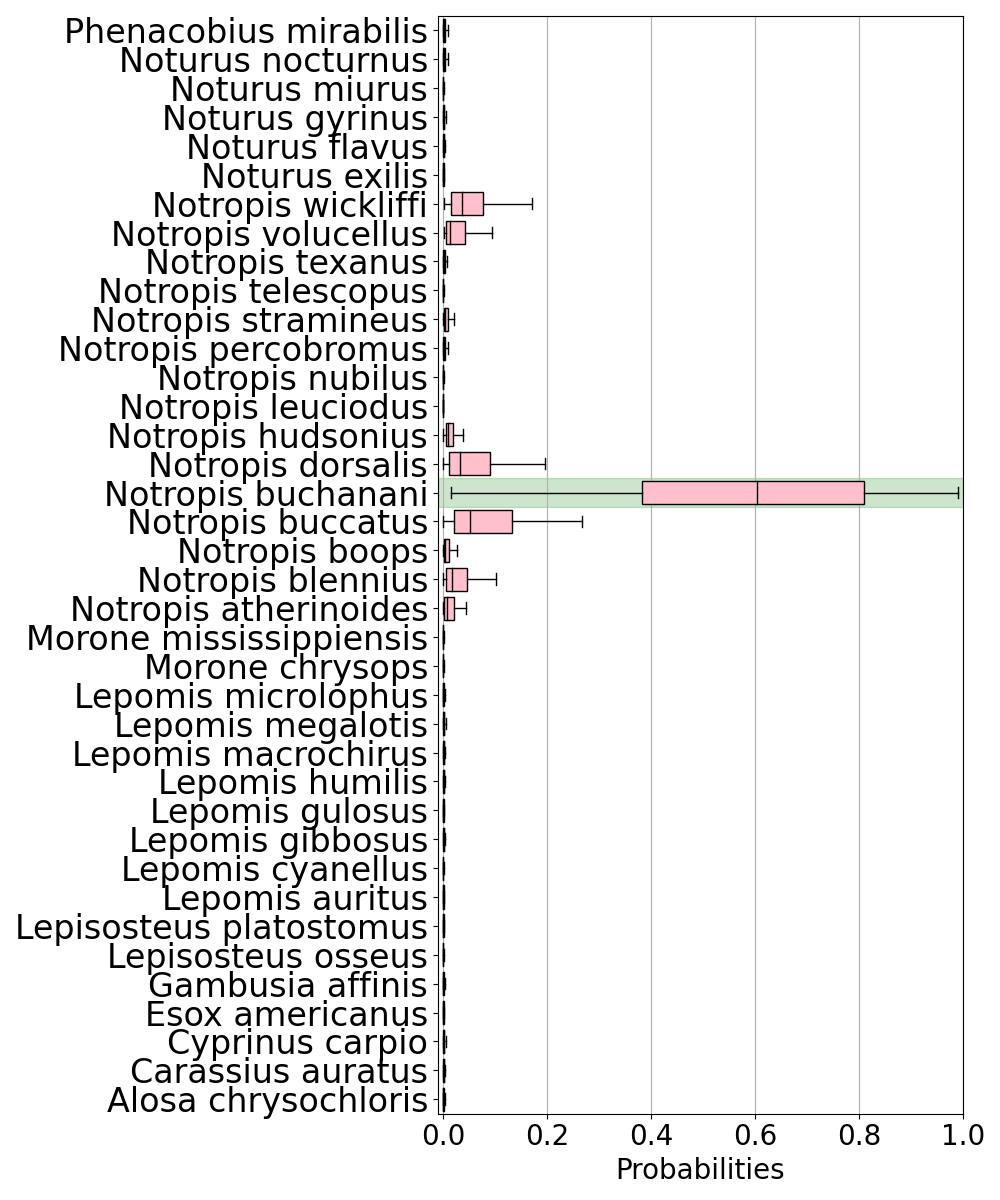 Phenacobius mirabilis
Noturus nocturnus
Noturus miurus
Noturus gyrinus
Noturus flavus
Noturus exilis
Notropis wickliffi
Notropis volucellus
Notropis texanus
Notropis telescopus
Notropis stramineus
Notropis percobromus
Notropis nubilus
Notropis leuciodus
Notropis hudsonius
Notropis dorsalis
Notropis buchanani
Notropis buccatus
Notropis boops
Notropis blennius
Notropis atherinoides
Morone mississippiensis
Morone chrysops
Lepomis microlophus
Lepomis megalotis
Lepomis macrochirus
Lepomis humilis
Lepomis gulosus
Lepomis gibbosus
Lepomis cyanellus
Lepomis auritus
Lepisosteus platostomus
Lepisosteus osseus
Gambusia affinis
Esox americanus
Cyprinus carpio
Carassius auratus
Alosa chrysochloris
0.0 0.2 0.4 0.6 0.8 1.0
Probabilities